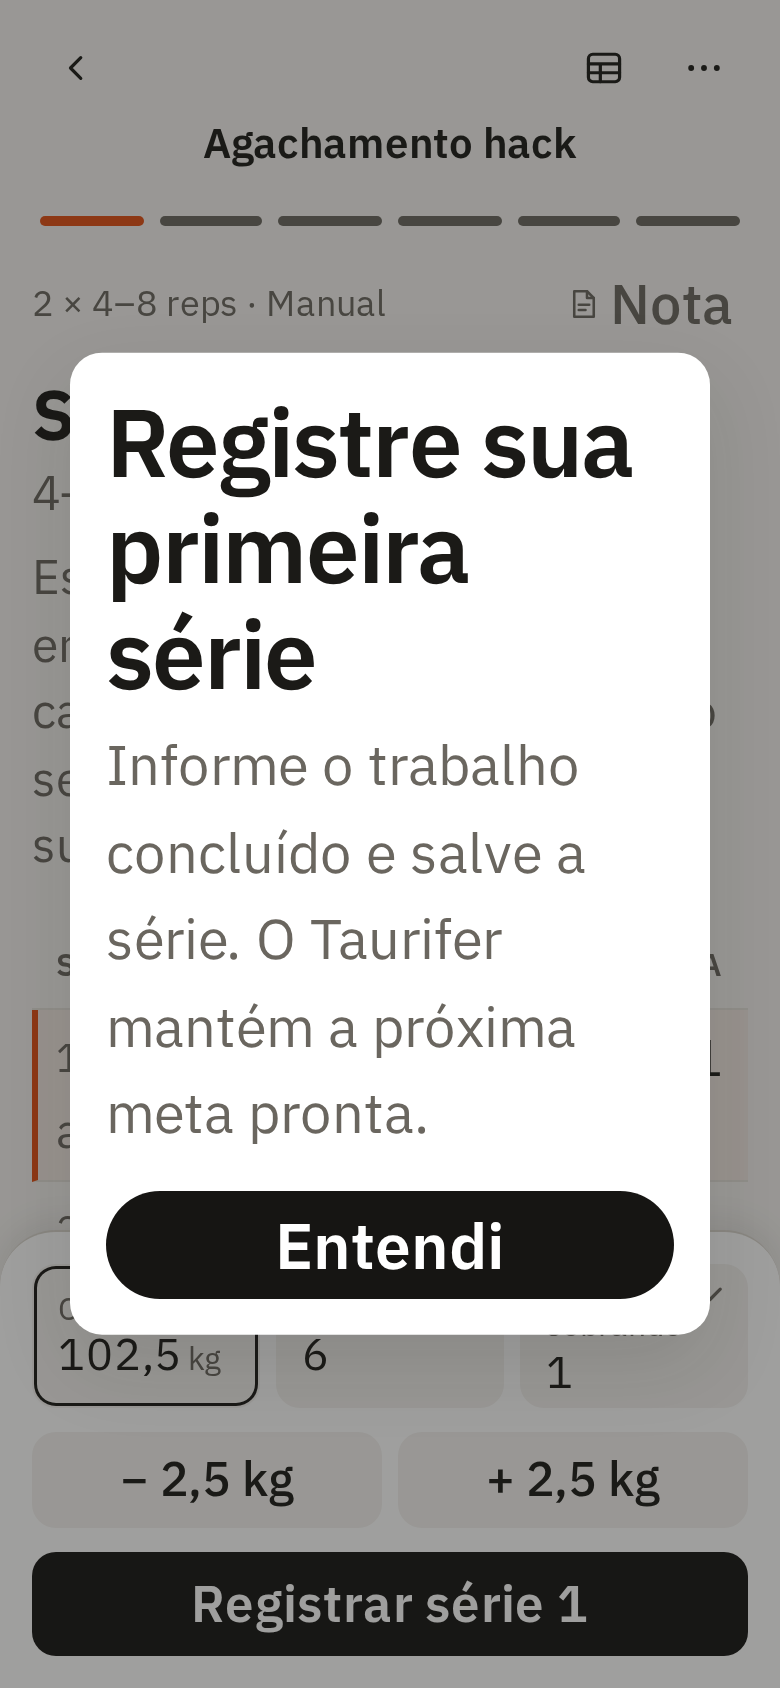 Agachamento hack
2 × 4–8 reps · Manual
Nota
Registre sua
primeira
série
Informe o trabalho
concluído e salve a
série. O Taurifer
mantém a próxima
meta pronta.
Entendi
102,5 kg
6
1
− 2,5 kg
+ 2,5 kg
Registrar série 1